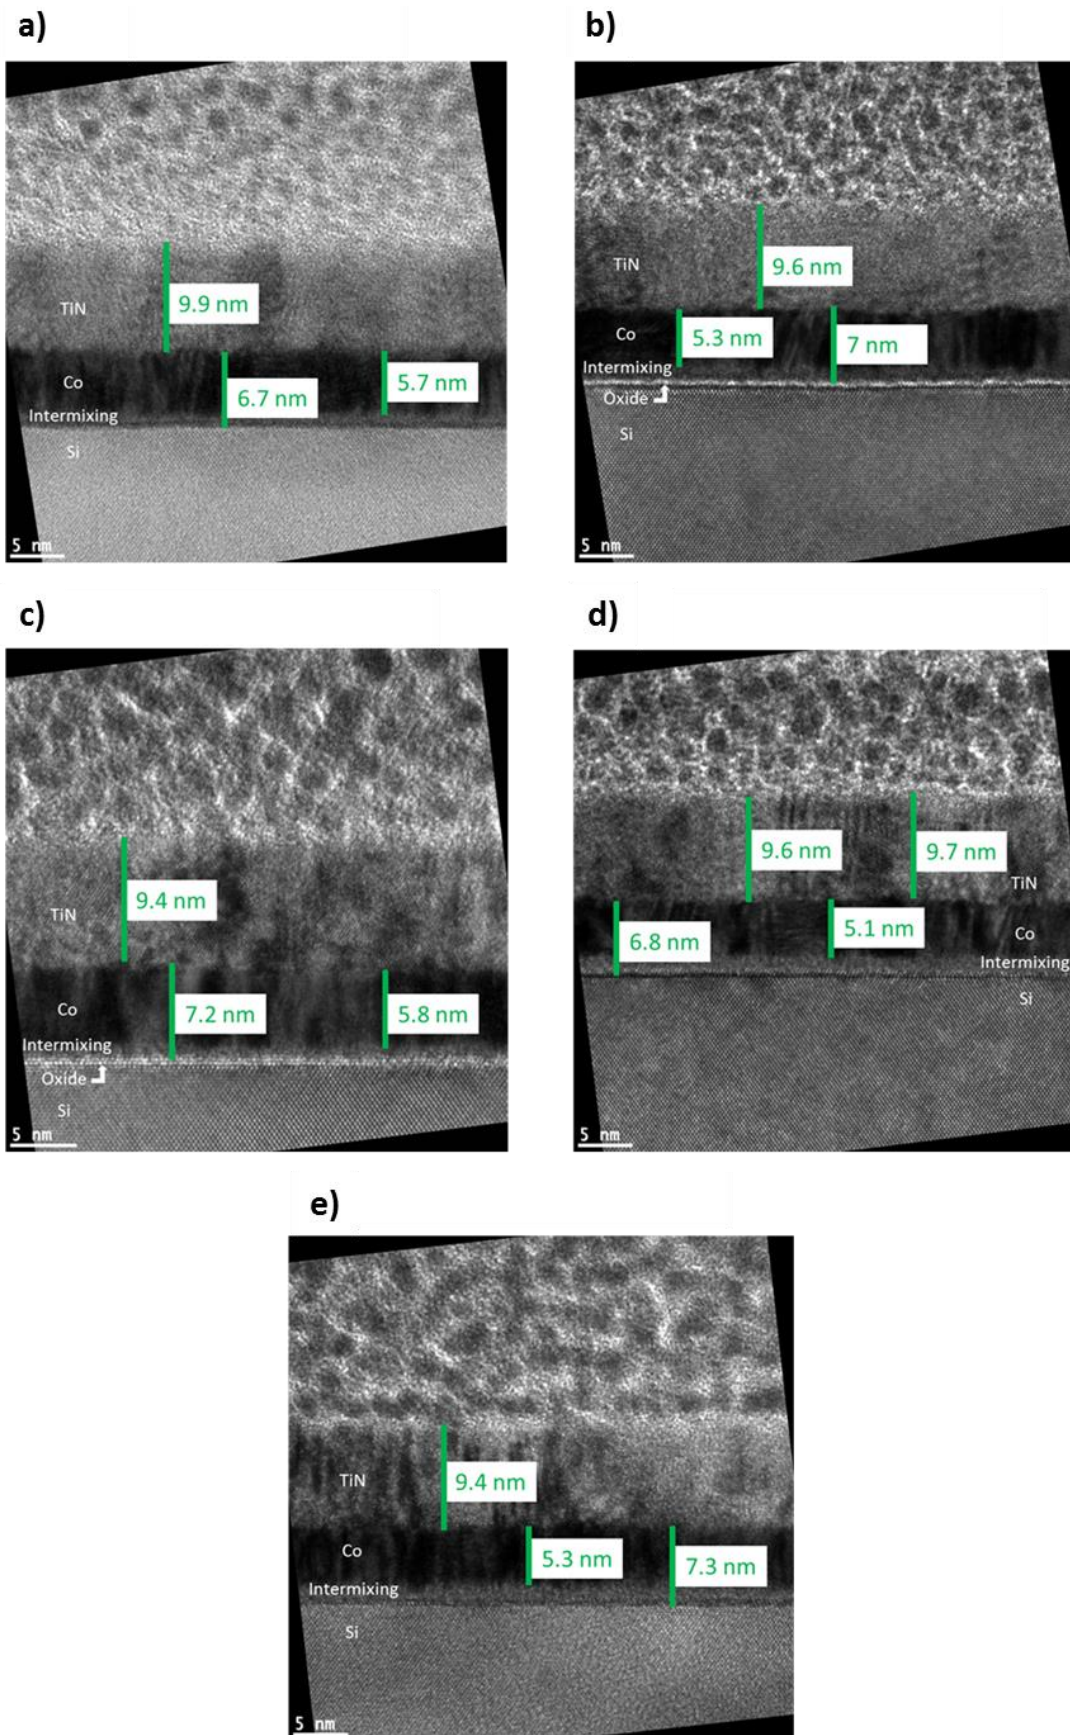 a)
TiN
9.9 nm
Co
6.7 nm
5.7 nm
Intermixing
Si
5 nm
b)
TiN
9.6 nm
Co
5.3 nm
7 nm
Intermixing
Oxide
Si
5 nm
c)
TiN
9.4 nm
Co
7.2 nm
5.8 nm
Intermixing
Oxide
Si
5 nm
d)
9.6 nm
9.7 nm
TiN
6.8 nm
5.1 nm
Co
Intermixing
Si
5 nm
e)
TiN
9.4 nm
Co
5.3 nm
7.3 nm
Intermixing
Si
5 nm